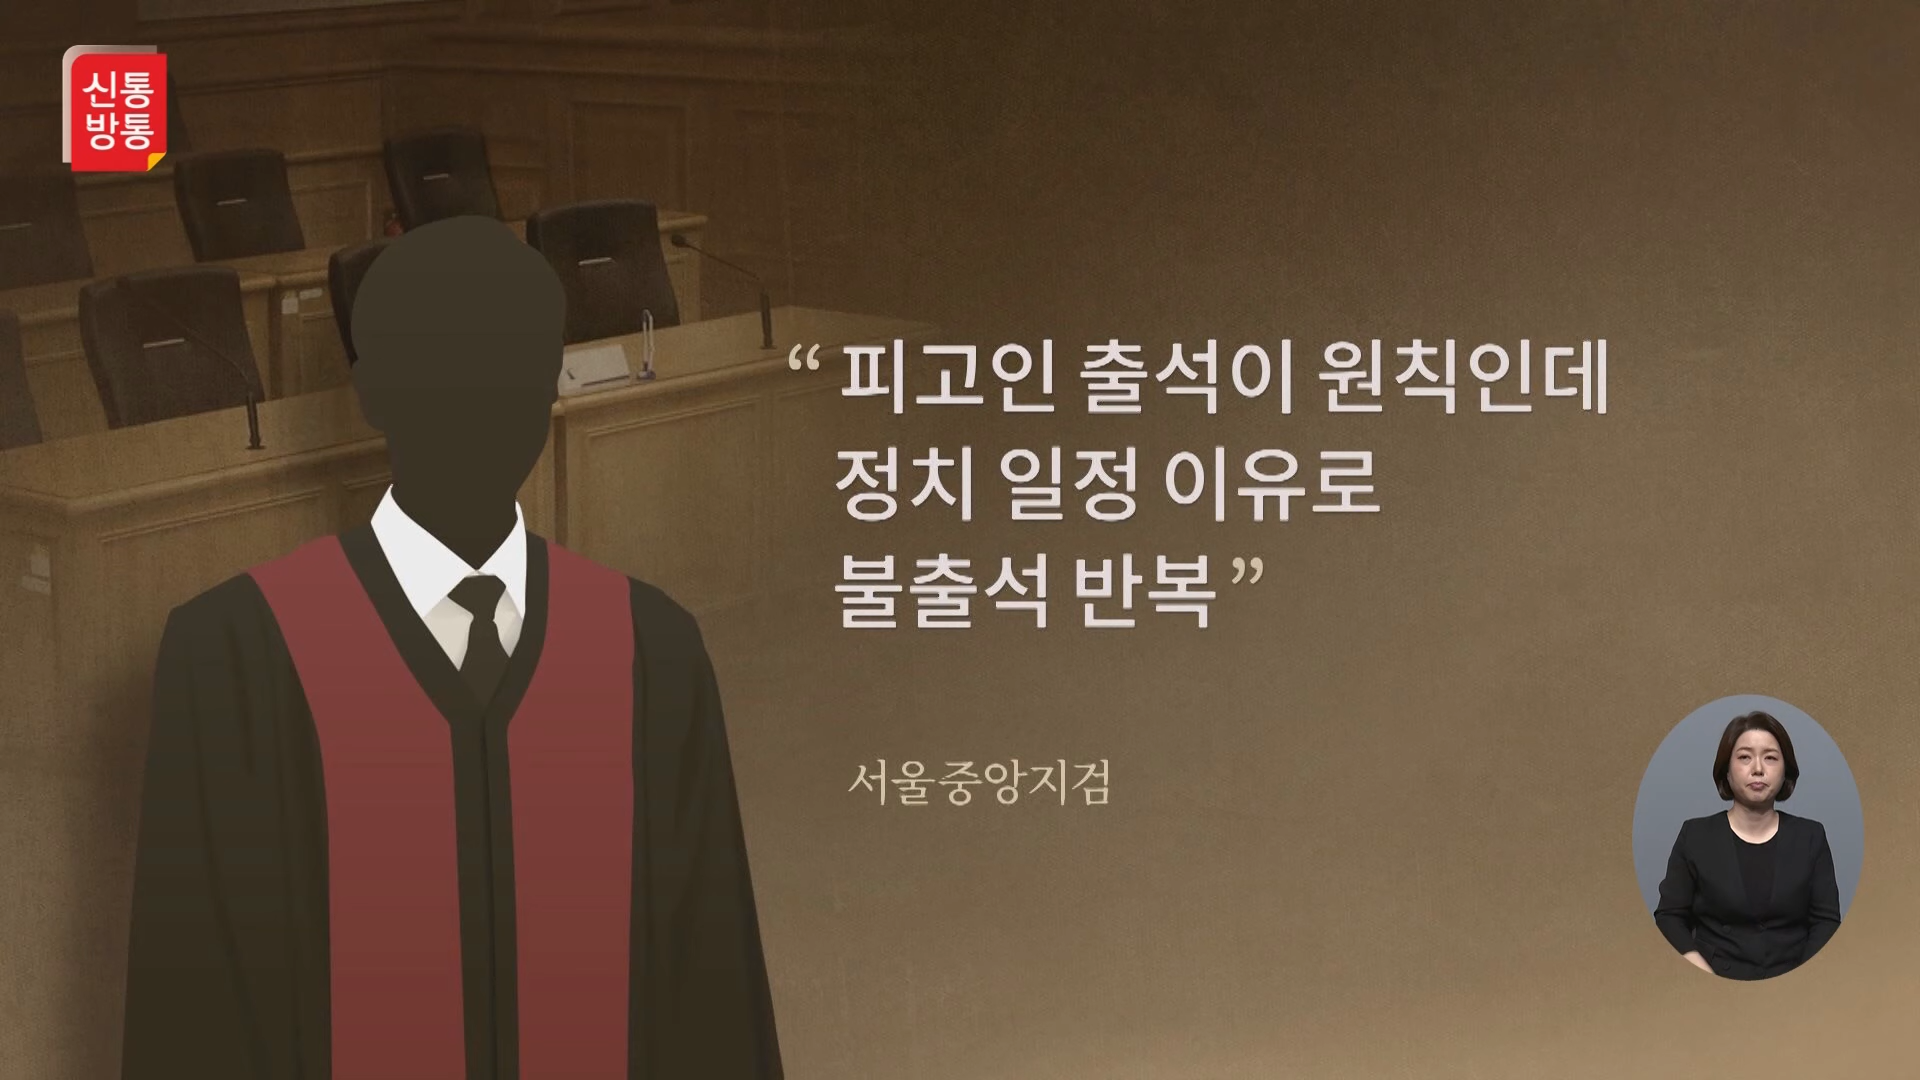 신통
방통
“피고인 출석이 원칙인데
정치 일정 이유로
불출석 반복”
서울중앙지검